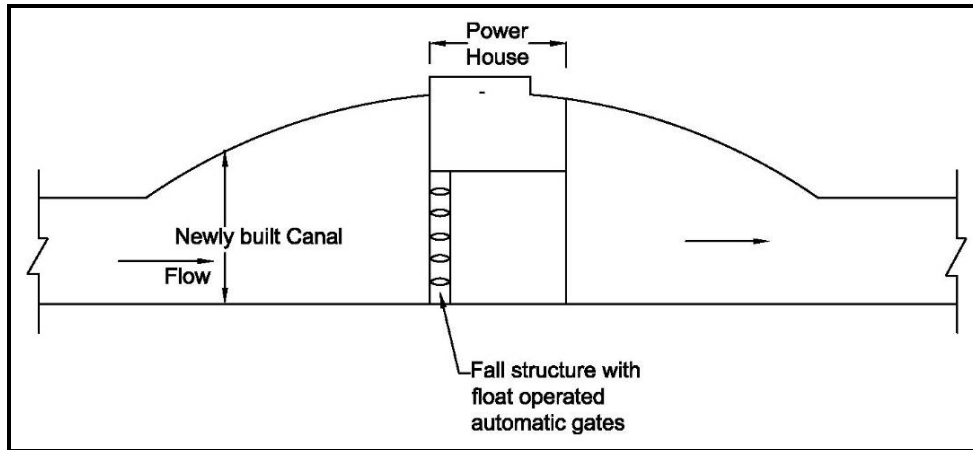 Power
House
Newly built Canal
Flow
Fall structure with
float operated
automatic gates